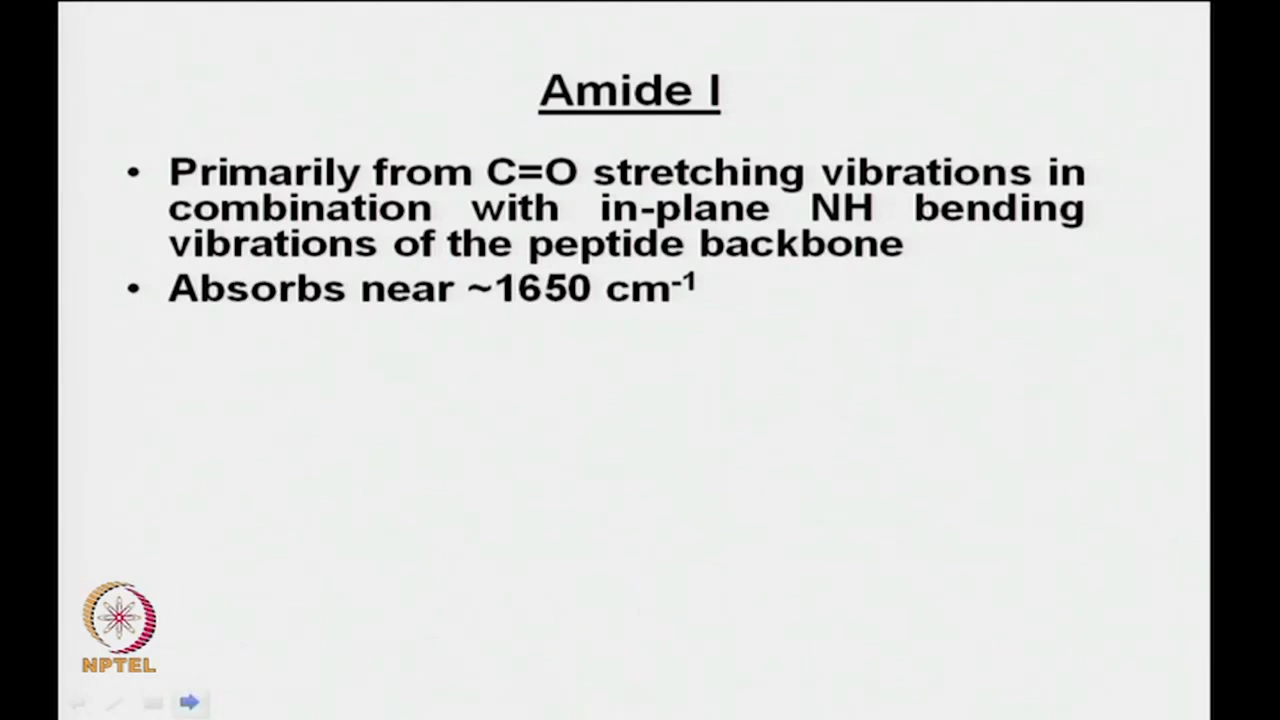 Amide I
• Primarily from C=O stretching vibrations in
combination with in-plane NH bending
vibrations of the peptide backbone
• Absorbs near ~1650 cm⁻¹
NPTEL